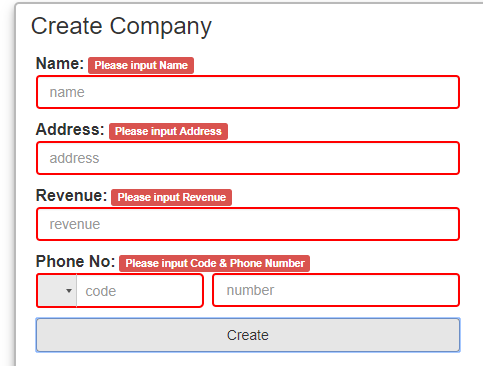 Create Company
Name: Please input Name
name
Address: Please input Address
address
Revenue: Please input Revenue
revenue
Phone No: Please input Code & Phone Number
code number
Create